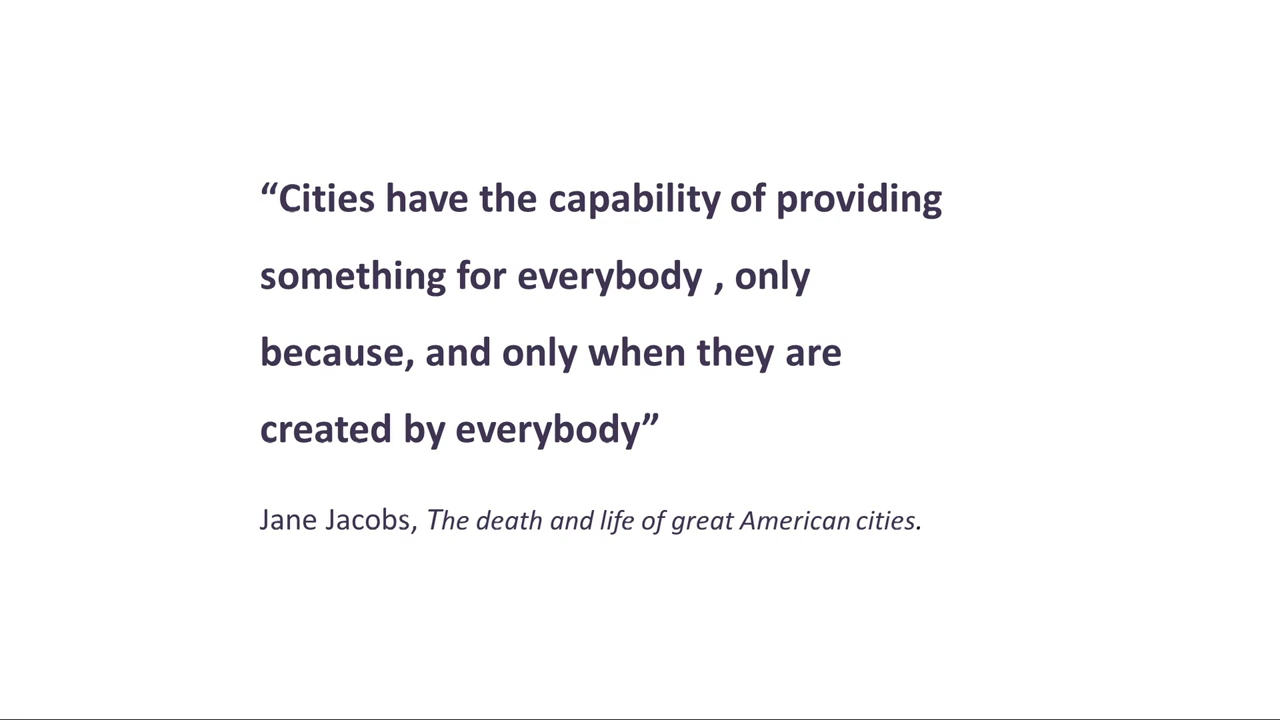 “Cities have the capability of providing
something for everybody , only
because, and only when they are
created by everybody”
Jane Jacobs, The death and life of great American cities.